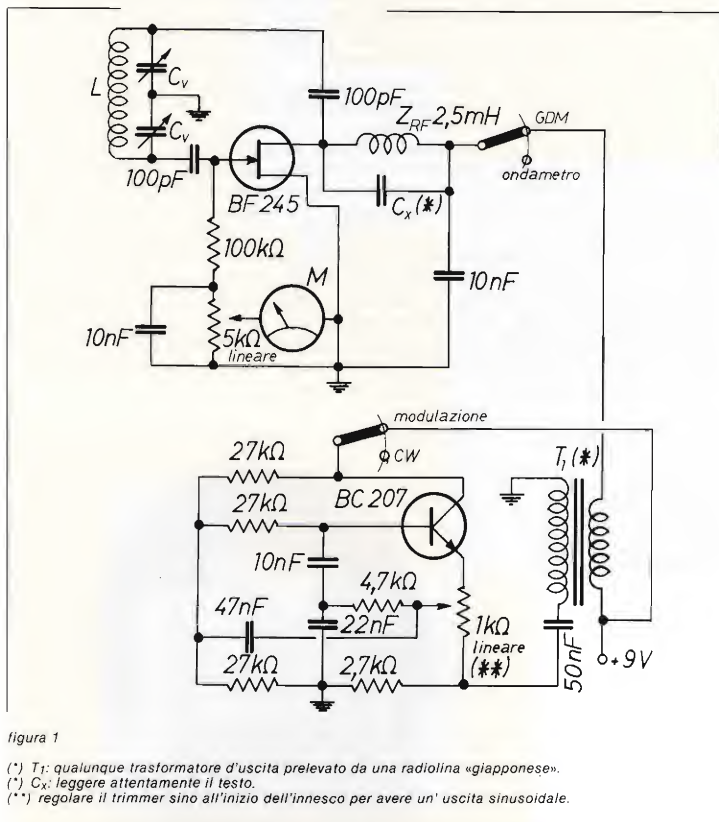 L
Cv
Cv
100pF
100pF
ZRF 2,5mH
GDM
ondametro
BF 245
Cx (*)
100kΩ
M
10nF
10nF
5kΩ
lineare
modulazione
CW
27kΩ
27kΩ
BC 207
T1 (*)
10nF
4,7kΩ
47nF
22nF
1kΩ
lineare
(**)
27kΩ
2,7kΩ
50nF
+9V
figura 1
(*) T1: qualunque trasformatore d'uscita prelevato da una radiolina «giapponese».
(*) Cx: leggere attentamente il testo.
(**) regolare il trimmer sino all'inizio dell'innesco per avere un' uscita sinusoidale.